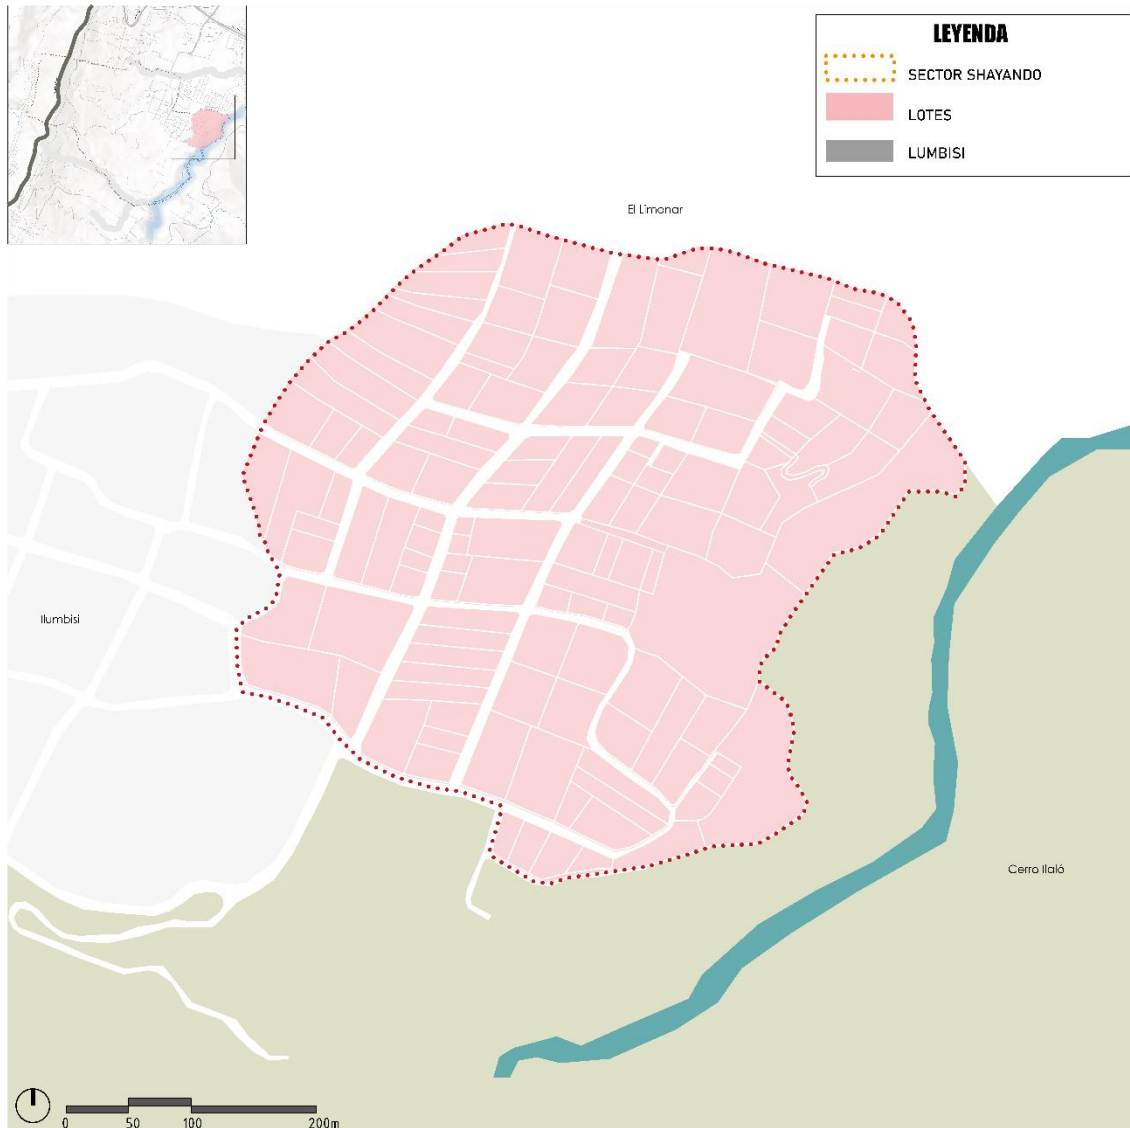 LEYENDA
SECTOR SHAYANDO
LOTES
LUMBISI
El Limonar
Ilumbisi
Cerro Ilaló
0 50 100 200m